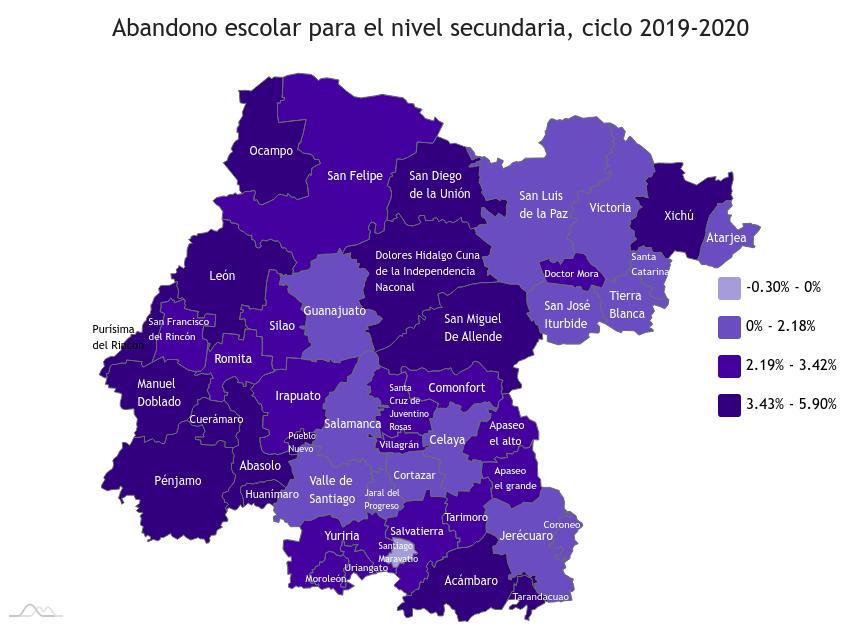 Abandono escolar para el nivel secundaria, ciclo 2019-2020
Ocampo
San Felipe
San Diego
de la Unión
San Luis
de la Paz
Victoria
Xichú
Atarjea
Santa
Catarina
Doctor Mora
Tierra
Blanca
San José
Iturbide
Dolores Hidalgo Cuna
de la Independencia
Naconal
León
Guanajuato
San Miguel
De Allende
Silao
San Francisco
del Rincón
Purísima
del Rincón
Romita
Manuel
Doblado
Irapuato
Santa
Cruz de
Juventino
Rosas
Comonfort
Cuerámaro
Salamanca
Pueblo
Nuevo
Villagrán
Celaya
Apaseo
el alto
Abasolo
Pénjamo
Huanimaro
Valle de
Santiago
Jaral del
Progreso
Cortazar
Apaseo
el grande
Tarimoro
Salvatierra
Jerécuaro
Coroneo
Yuriria
Santiago
Maravatio
Uriangato
Moroleón
Acámbaro
Tarandacuao
-0.30% - 0%
0% - 2.18%
2.19% - 3.42%
3.43% - 5.90%